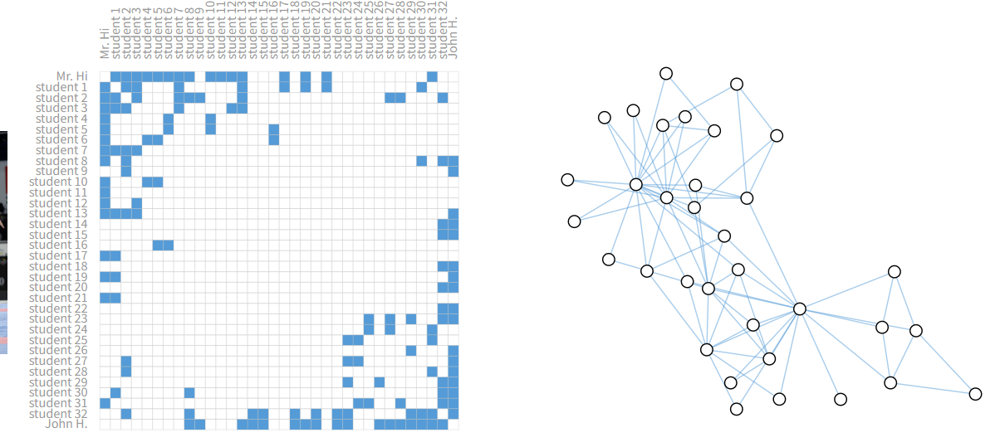 Mr. Hi
student 1
student 2
student 3
student 4
student 5
student 6
student 7
student 8
student 9
student 10
student 11
student 12
student 13
student 14
student 15
student 16
student 17
student 18
student 19
student 20
student 21
student 22
student 23
student 24
student 25
student 26
student 27
student 28
student 29
student 30
student 31
student 32
John H.
Mr. Hi
student 1
student 2
student 3
student 4
student 5
student 6
student 7
student 8
student 9
student 10
student 11
student 12
student 13
student 14
student 15
student 16
student 17
student 18
student 19
student 20
student 21
student 22
student 23
student 24
student 25
student 26
student 27
student 28
student 29
student 30
student 31
student 32
John H.